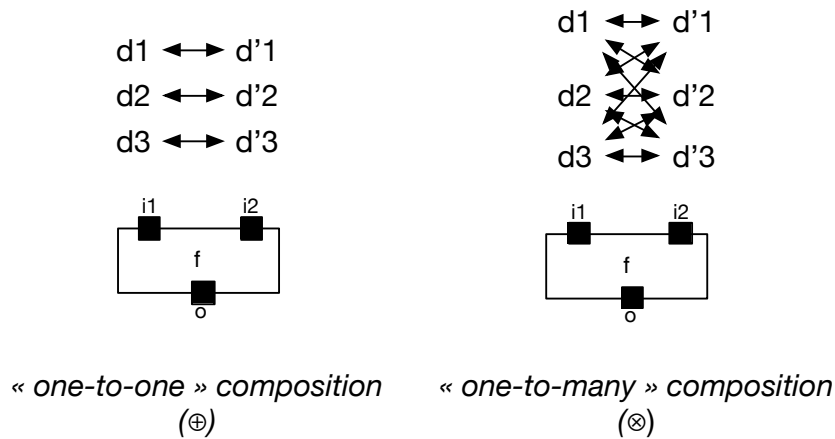 d1 d'1
d2 d'2
d3 d'3
i1 i2
f
o
« one-to-one » composition
(⊕)
d1 d'1
d2 d'2
d3 d'3
i1 i2
f
o
« one-to-many » composition
(⊗)